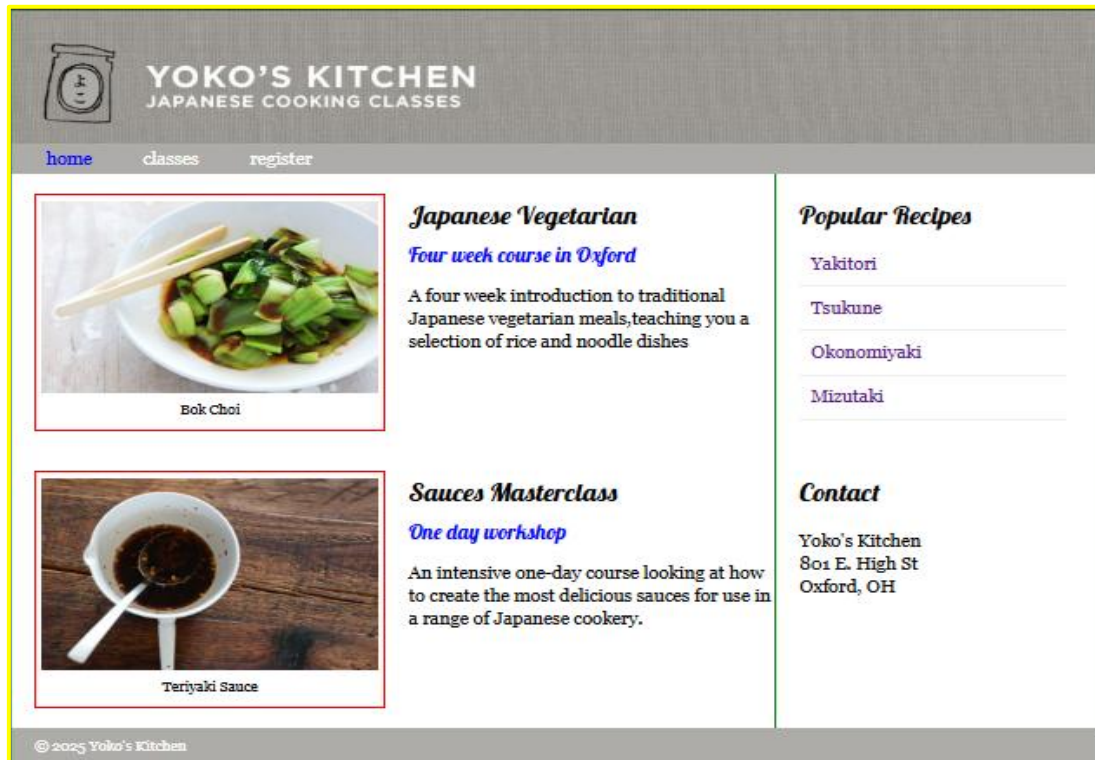 よ
こ
YOKO'S KITCHEN
JAPANESE COOKING CLASSES
home classes register
Bok Choi
Japanese Vegetarian
Four week course in Oxford
A four week introduction to traditional
Japanese vegetarian meals,teaching you a
selection of rice and noodle dishes
Teriyaki Sauce
Sauces Masterclass
One day workshop
An intensive one-day course looking at how
to create the most delicious sauces for use in
a range of Japanese cookery.
Popular Recipes
Yakitori
Tsukune
Okonomiyaki
Mizutaki
Contact
Yoko's Kitchen
801 E. High St
Oxford, OH
© 2025 Yoko's Kitchen